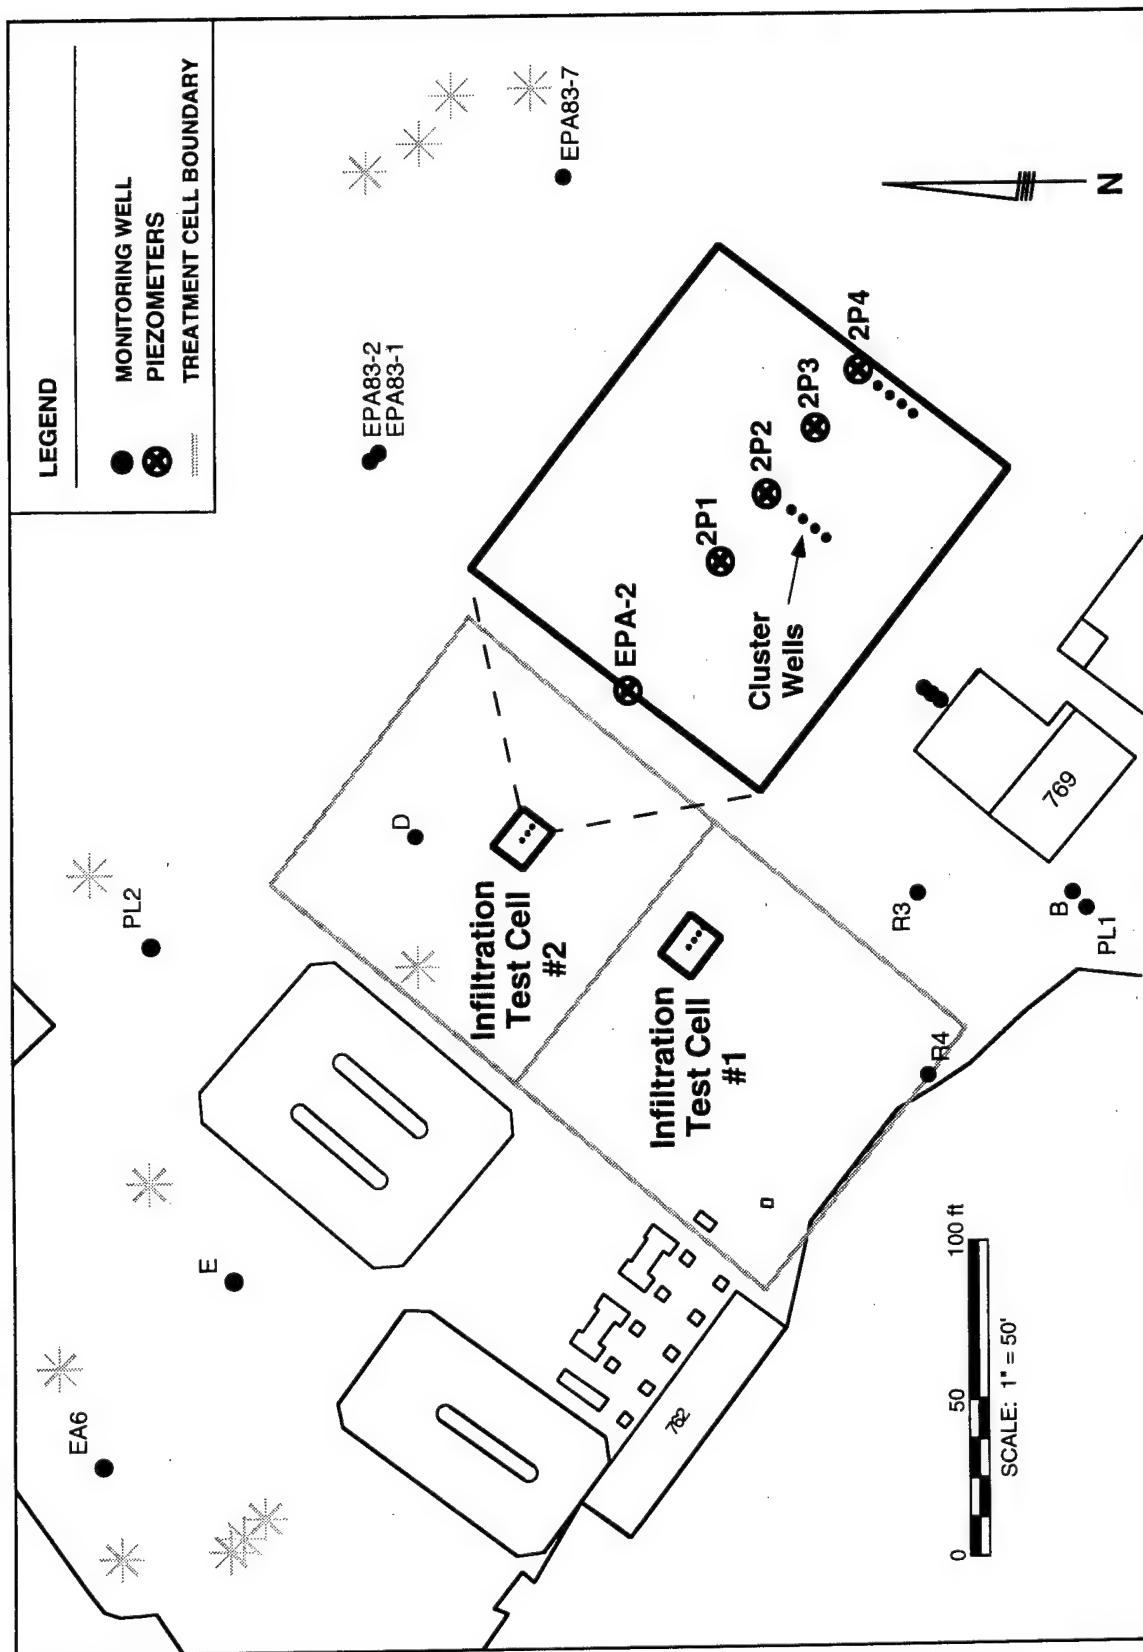 LEGEND
MONITORING WELL
PIEZOMETERS
TREATMENT CELL BOUNDARY
EA6
E
PL2
D
EPA83-2
EPA83-1
EPA83-7
Infiltration
Test Cell
#2
Infiltration
Test Cell
#1
EPA-2
2P1
2P2
2P3
2P4
Cluster
Wells
762
769
R3
R4
B
PL1
0
50
100 ft
SCALE: 1" = 50'
N